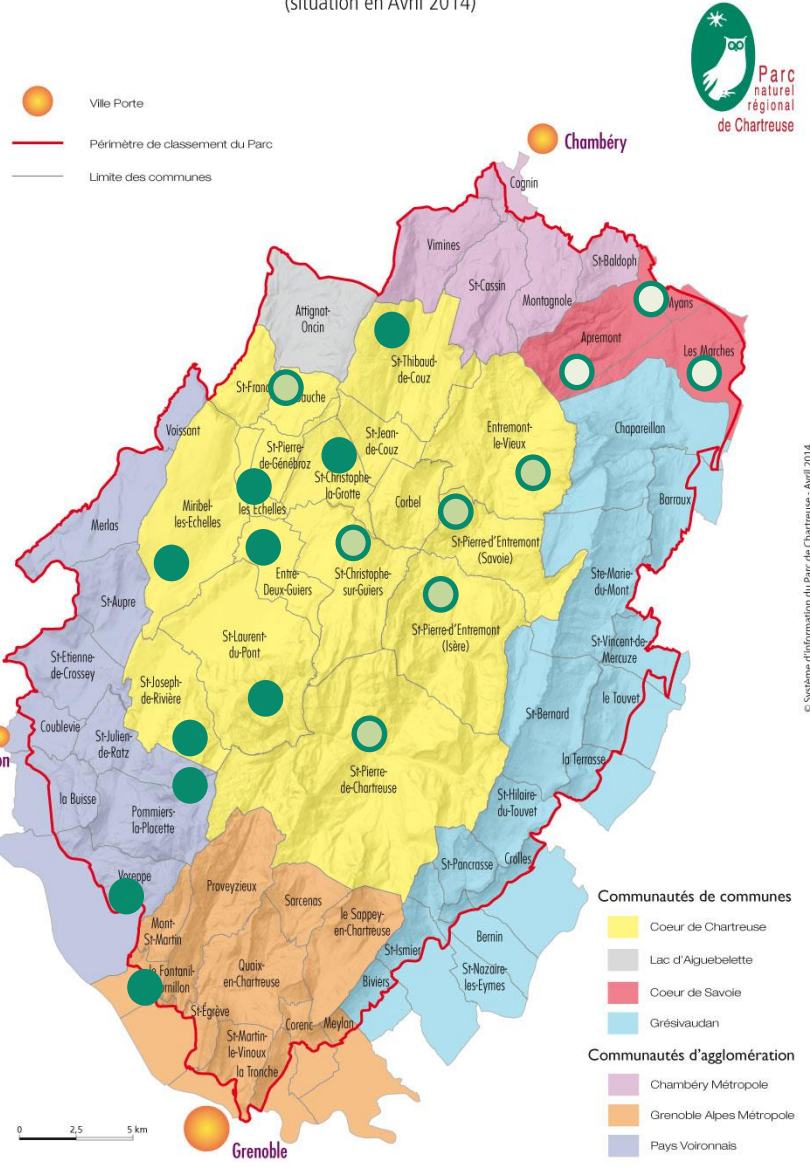 (situation en Avril 2014)
Parc
naturel
régional
de Chartreuse
Ville Porte
Périmètre de classement du Parc
Limite des communes
Chambéry
Cognin
Vimines
St-Baldoph
St-Cassin
Montagnole
Myans
Attignat-
Oncin
Apremont
Les Marches
St-Thibaud-
de-Couz
St-Franc
Voissant
St-Jean-
de-Couz
Entremont-
le-Vieux
Chapareillan
St-Pierre-
de-Génébroz
St-Christophe-
la-Grotte
Barraux
Miribel-
les-Echelles
les Echelles
Corbel
Merlas
St-Pierre-d'Entremont
(Savoie)
Entre-
Deux-Guiers
St-Christophe-
sur-Guiers
Ste-Marie-
du-Mont
St-Aupre
St-Laurent-
du-Pont
St-Pierre-d'Entremont
(Isère)
St-Vincent-de-
Mercuze
St-Etienne-
de-Crossey
St-Joseph-
de-Rivière
le Touvet
St-Bernard
Coublevie
St-Julien-
de-Ratz
la Terrasse
St-Pierre-
de-Chartreuse
la Buisse
Pommiers-
la-Placette
St-Hilaire-
du-Touvet
St-Pancrasse
Crolles
Voreppe
Proveyzieux
Sarcenas
le Sappey-
en-Chartreuse
Mont-
St-Martin
Bernin
St-Ismier
Quaix-
en-Chartreuse
St-Nazaire-
les-Eymes
le Fontanil-
Biviers
St-Egrève
Corenc
Meylan
St-Martin-
le-Vinoux
la Tronche
Grenoble
0 2,5 5 km
Communautés de communes
Coeur de Chartreuse
Lac d'Aiguebelette
Coeur de Savoie
Grésivaudan
Communautés d'agglomération
Chambéry Métropole
Grenoble Alpes Métropole
Pays Voironnais
© Système d'information du Parc de Chartreuse - Avril 2014